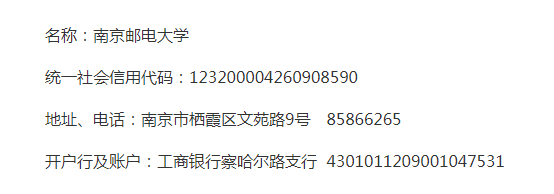 名称：南京邮电大学
统一社会信用代码：123200004260908590
地址、电话：南京市栖霞区文苑路9号 85866265
开户行及账户：工商银行察哈尔路支行 4301011209001047531